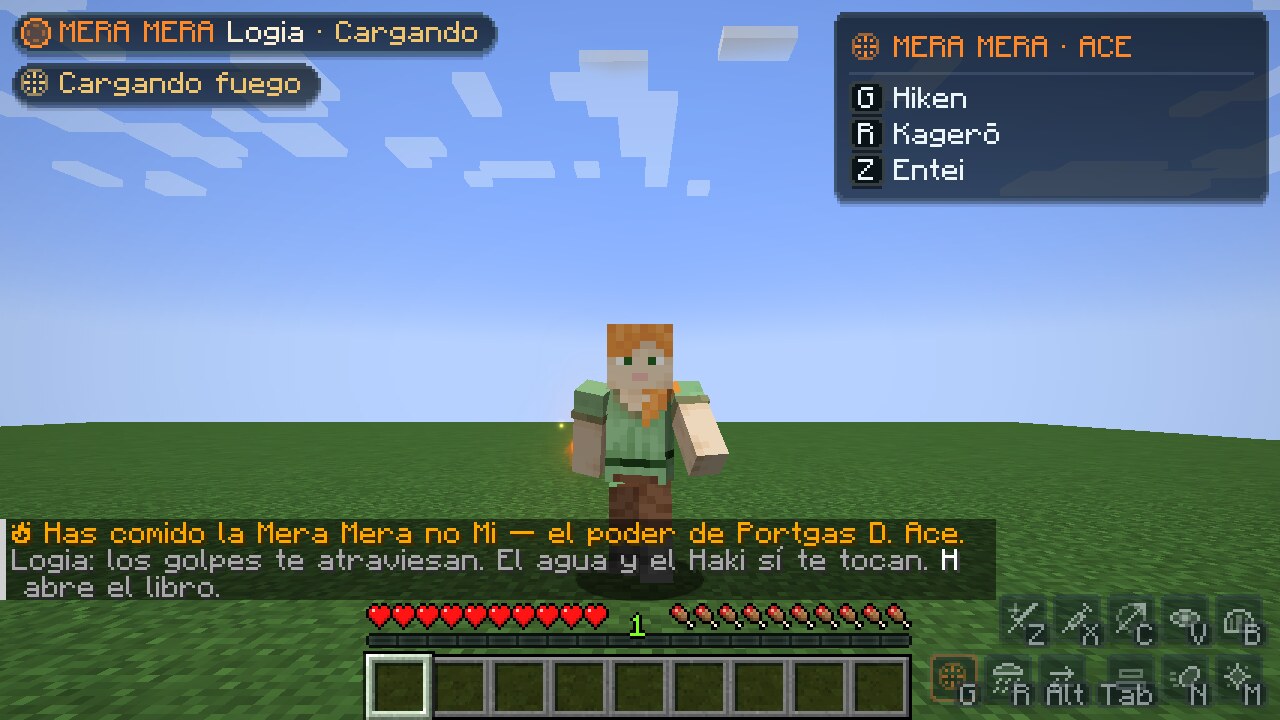 MERA MERA Logia · Cargando
Cargando fuego
MERA MERA · ACE
G Hiken
R Kagerō
Z Entei
Has comido la Mera Mera no Mi — el poder de Portgas D. Ace.
Logia: los golpes te atraviesan. El agua y el Haki sí te tocan. H
abre el libro.
1
Z X C V B
G R Alt Tab N M